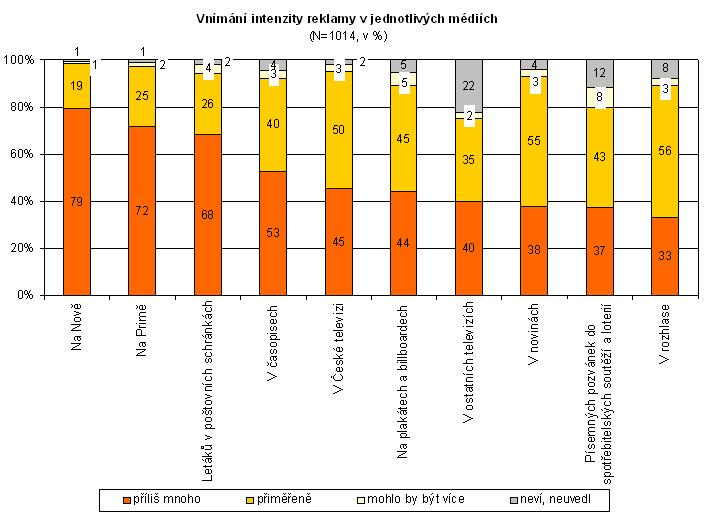 Vnímání intenzity reklamy v jednotlivých médiích
(N=1014, v %)
100%
80%
60%
40%
20%
0%
1 1 2 4 2 4 3 3 2 5 5 22 2 4 3 12 8 8 3
1
19 25 26 40 50 45 35 55 43 56
79 72 68 53 45 44 40 38 37 33
Na Nově
Na Primě
Letáků v poštovních schránkách
V časopisech
V České televizi
Na plakátech a billboardech
V ostatních televizích
V novinách
Písemných pozvánek do
spotřebitelských soutěží a loterií
V rozhlase
příliš mnoho
přiměřeně
mohlo by být více
neví, neuvedl